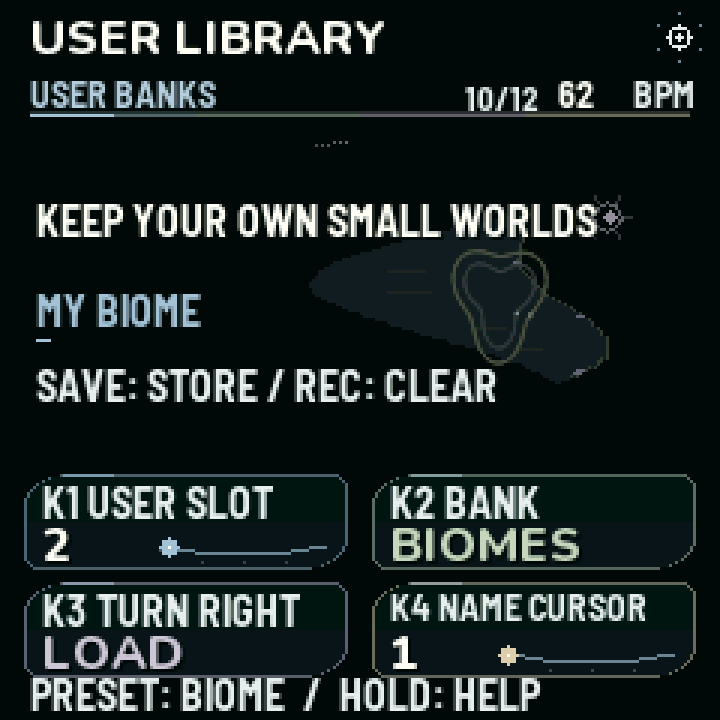 USER LIBRARY
USER BANKS 10/12 62 BPM
KEEP YOUR OWN SMALL WORLDS
MY BIOME
SAVE: STORE / REC: CLEAR
K1 USER SLOT
2
K2 BANK
BIOMES
K3 TURN RIGHT
LOAD
K4 NAME CURSOR
1
PRESET: BIOME / HOLD: HELP